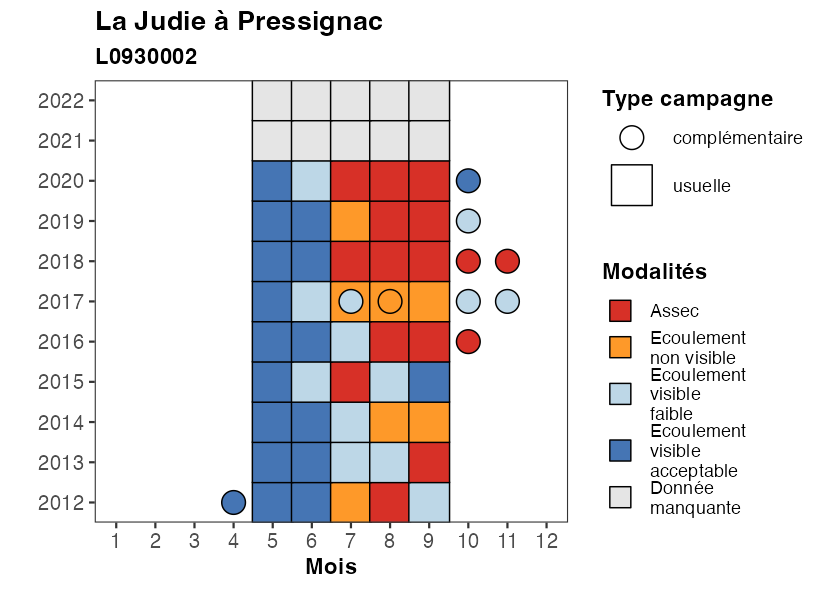 La Judie à Pressignac
L0930002
2022
2021
2020
2019
2018
2017
2016
2015
2014
2013
2012
1 2 3 4 5 6 7 8 9 10 11 12
Mois
Type campagne
complémentaire
usuelle
Modalités
Assec
Ecoulement
non visible
Ecoulement
visible
faible
Ecoulement
visible
acceptable
Donnée
manquante